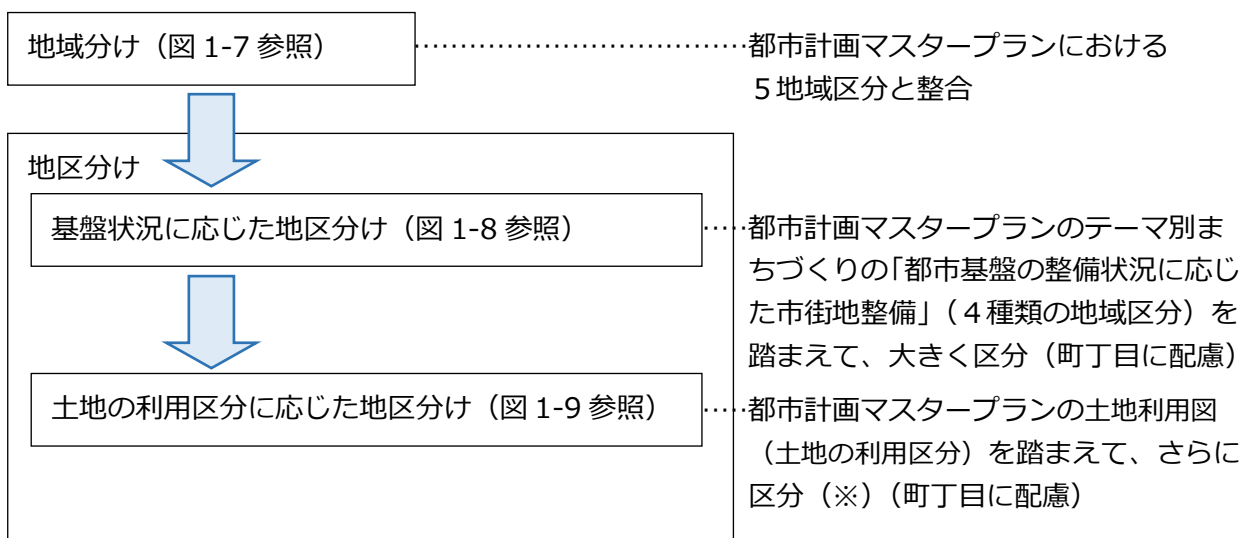 地域分け（図 1-7 参照）
都市計画マスタープランにおける
５地域区分と整合
地区分け
基盤状況に応じた地区分け（図 1-8 参照）
都市計画マスタープランのテーマ別ま
ちづくりの「都市基盤の整備状況に応じ
た市街地整備」（４種類の地域区分）を
踏まえて、大きく区分（町丁目に配慮）
土地の利用区分に応じた地区分け（図 1-9 参照）
都市計画マスタープランの土地利用図
（土地の利用区分）を踏まえて、さらに
区分（※）（町丁目に配慮）